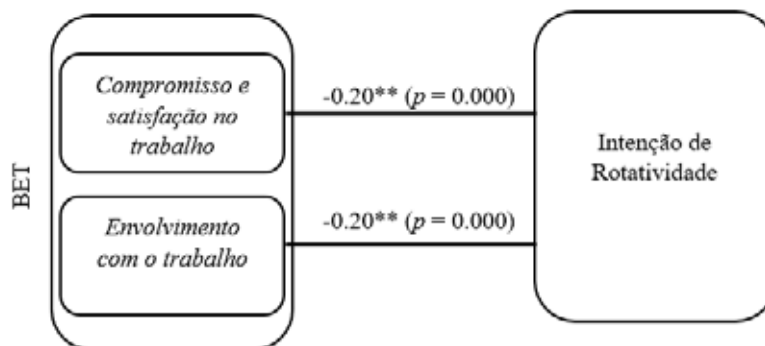 BET
Compromisso e
satisfação no
trabalho
Envolvimento
com o trabalho
-0.20** (p = 0.000)
-0.20** (p = 0.000)
Intenção de
Rotatividade